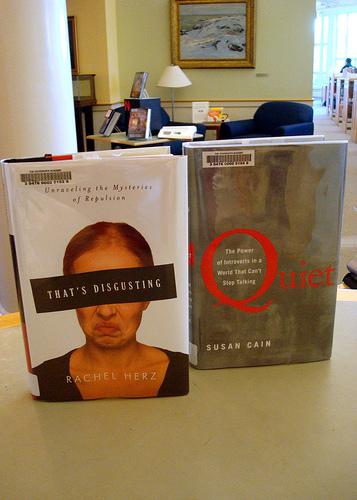 Unraveling the Mysteries
of Repulsion
THAT'S DISGUSTING
RACHEL HERZ
Quiet
The Power
of Introverts in a
World That Can't
Stop Talking
SUSAN CAIN